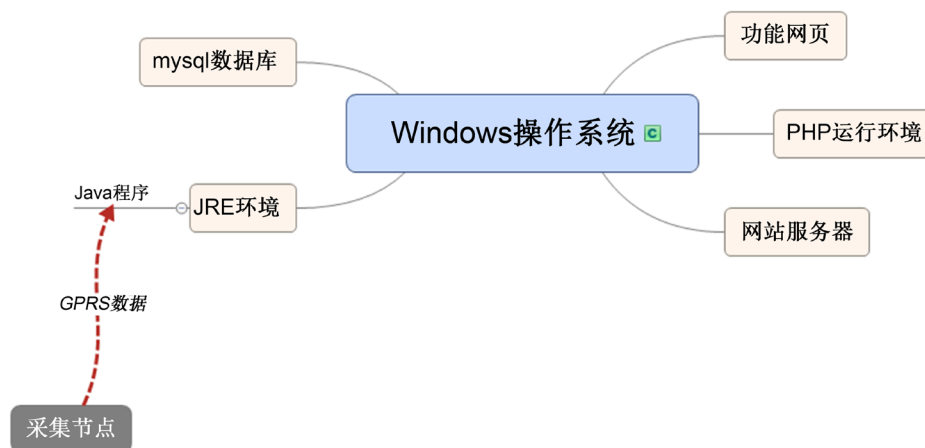 功能网页
mysql数据库
Windows操作系统
PHP运行环境
Java程序
JRE环境
网站服务器
GPRS数据
采集节点